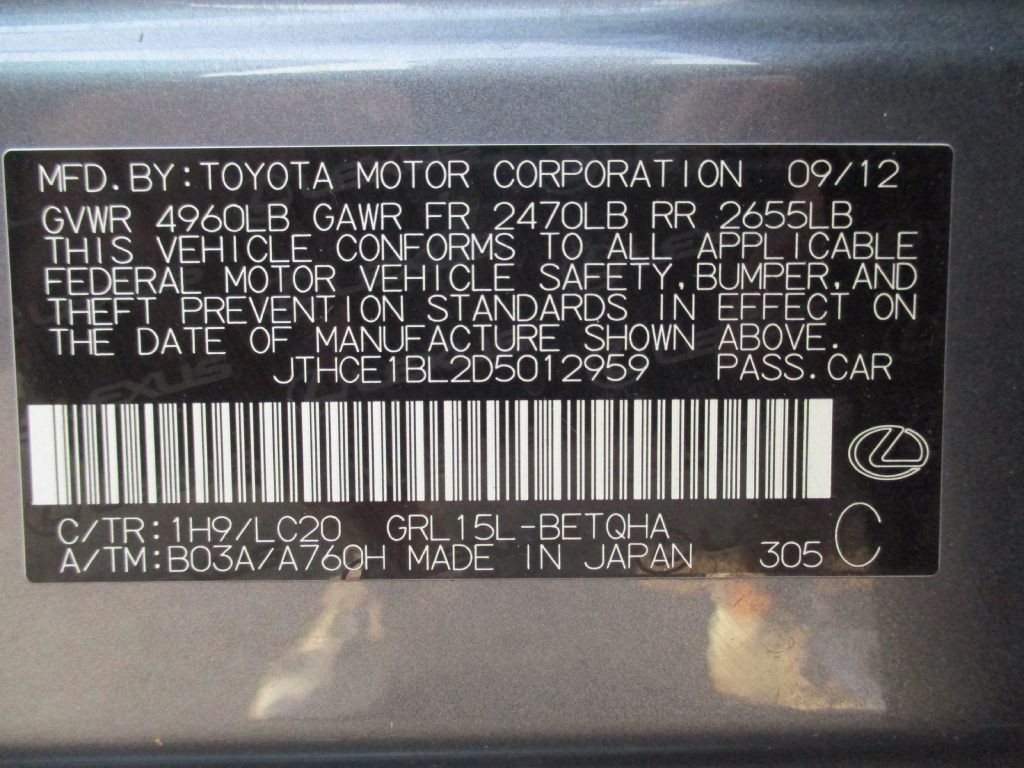 MFD.BY:TOYOTA MOTOR CORPORATION 09/12
GVWR 4960LB GAWR FR 2470LB RR 2655LB
THIS VEHICLE CONFORMS TO ALL APPLICABLE
FEDERAL MOTOR VEHICLE SAFETY,BUMPER,AND
THEFT PREVENTION STANDARDS IN EFFECT ON
THE DATE OF MANUFACTURE SHOWN ABOVE.
JTHCE1BL2D5012959 PASS.CAR
C/TR:1H9/LC20 GRL15L-BETQHA
A/TM:B03A/A760H MADE IN JAPAN 305 C